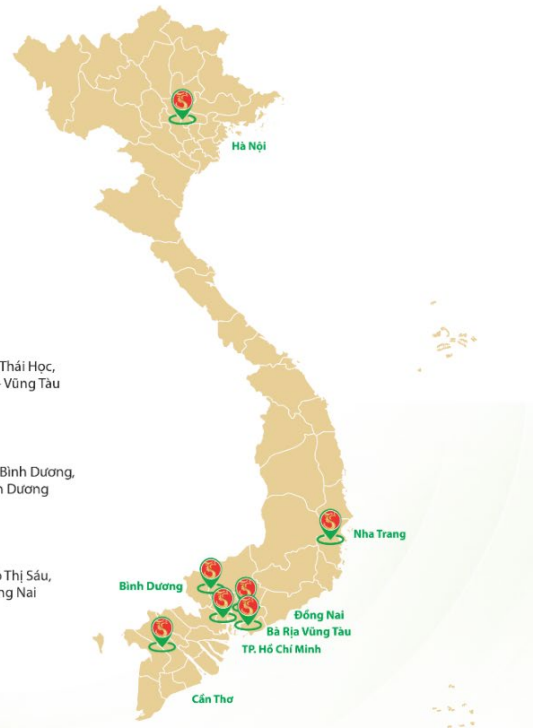 Hà Nội
Thái Học,
Vũng Tàu
Bình Dương,
Dương
Thị Sáu,
Nai
Nha Trang
Bình Dương
Đồng Nai
Bà Rịa Vũng Tàu
TP. Hồ Chí Minh
Cần Thơ